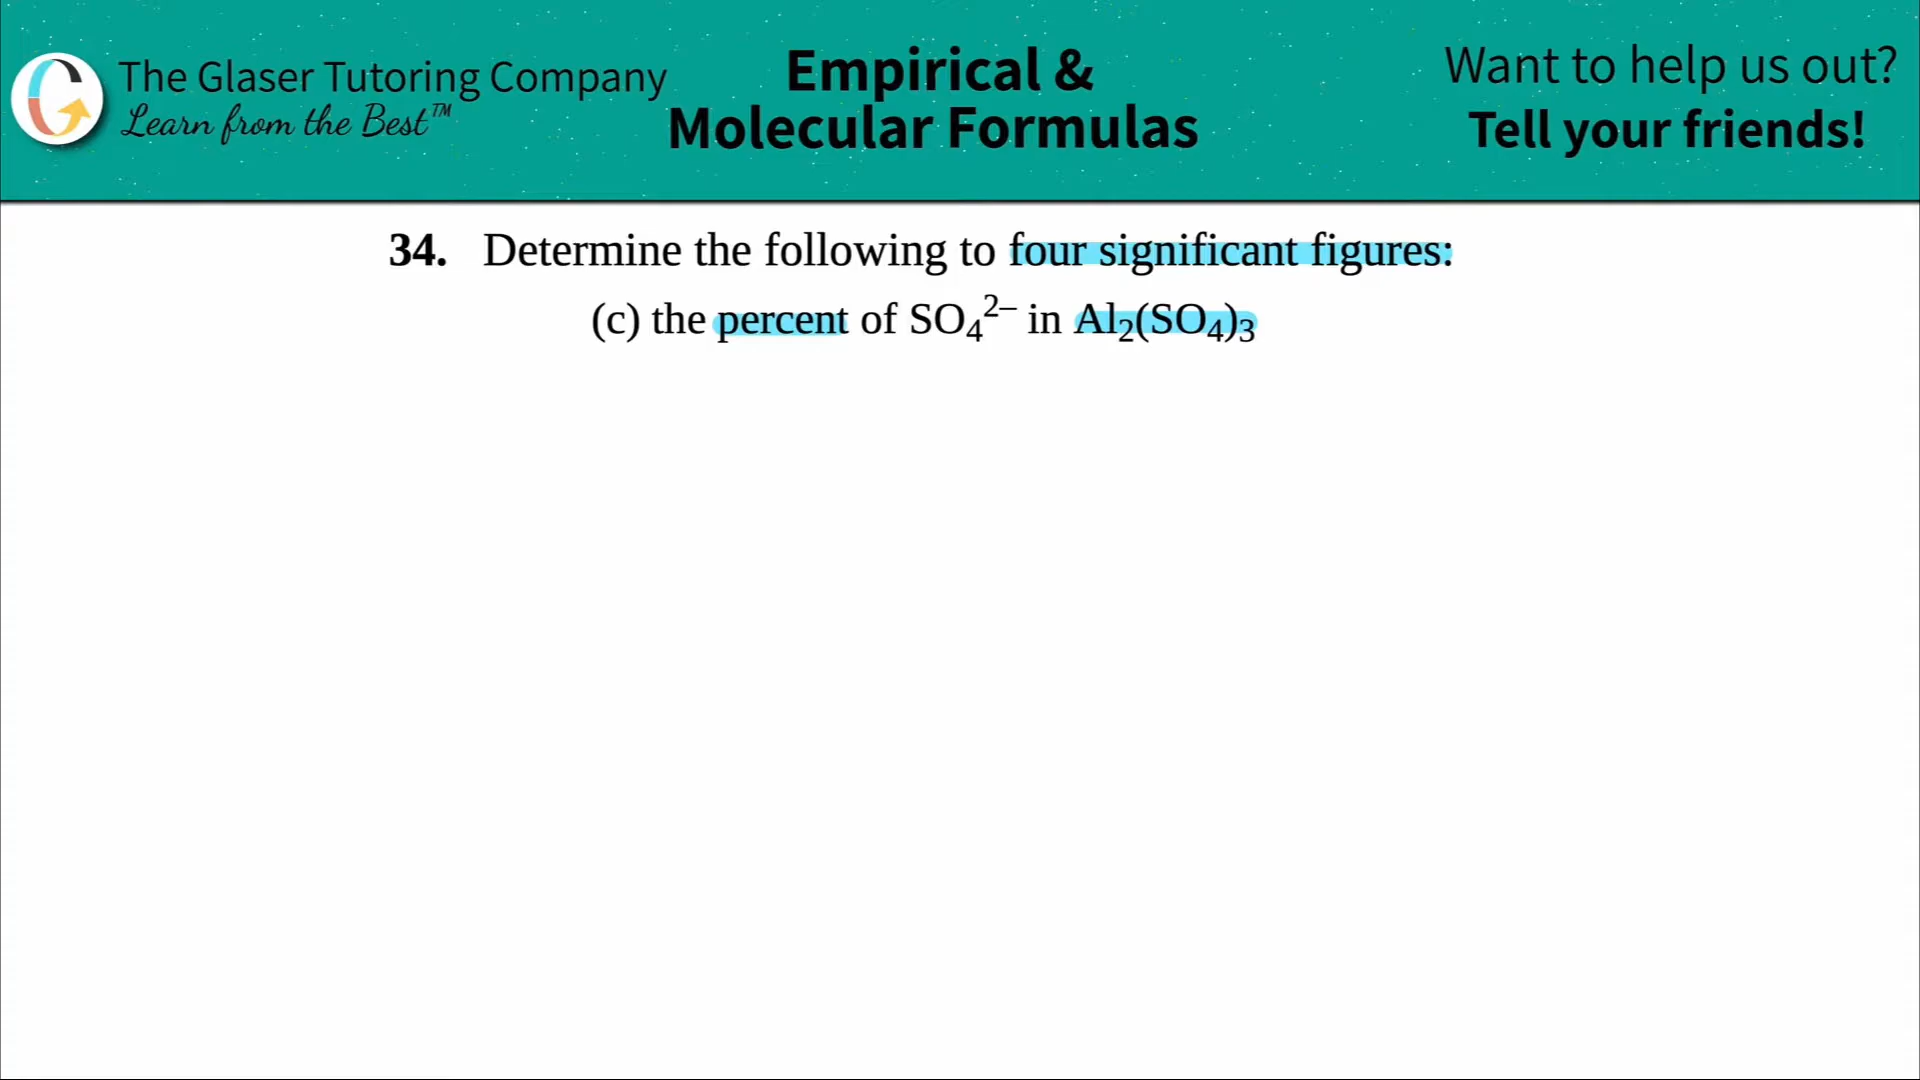 The Glaser Tutoring Company
Learn from the Best™
Empirical &
Molecular Formulas
Want to help us out?
Tell your friends!
34. Determine the following to four significant figures:
(c) the percent of SO₄²⁻ in Al₂(SO₄)₃